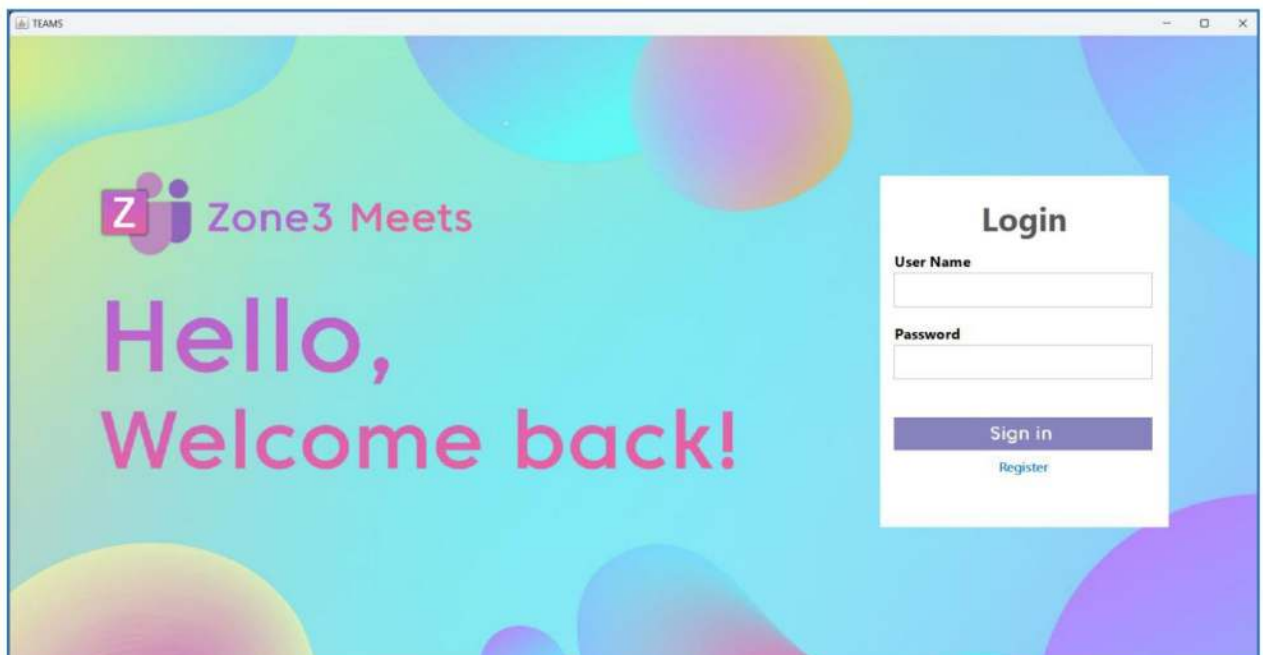 TEAMS
Z
Zone3 Meets
Hello,
Welcome back!
Login
User Name
Password
Sign in
Register